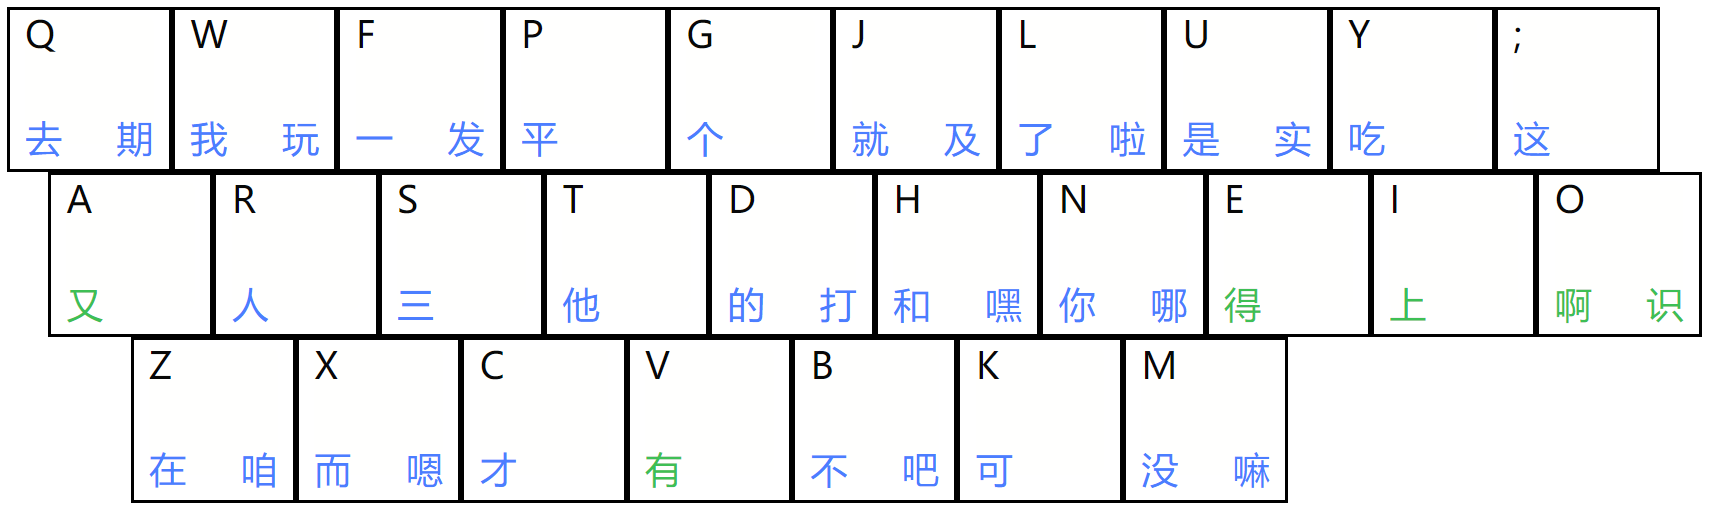 Q W F P G J L U Y ;
去 期 我 玩 一 发 平 个 就 及 了 啦 是 实 吃 这
A R S T D H N E I O
又 人 三 他 的 打 和 嘿 你 哪 得 上 啊 识
Z X C V B K M
在 咱 而 嗯 才 有 不 吧 可 没 嘛